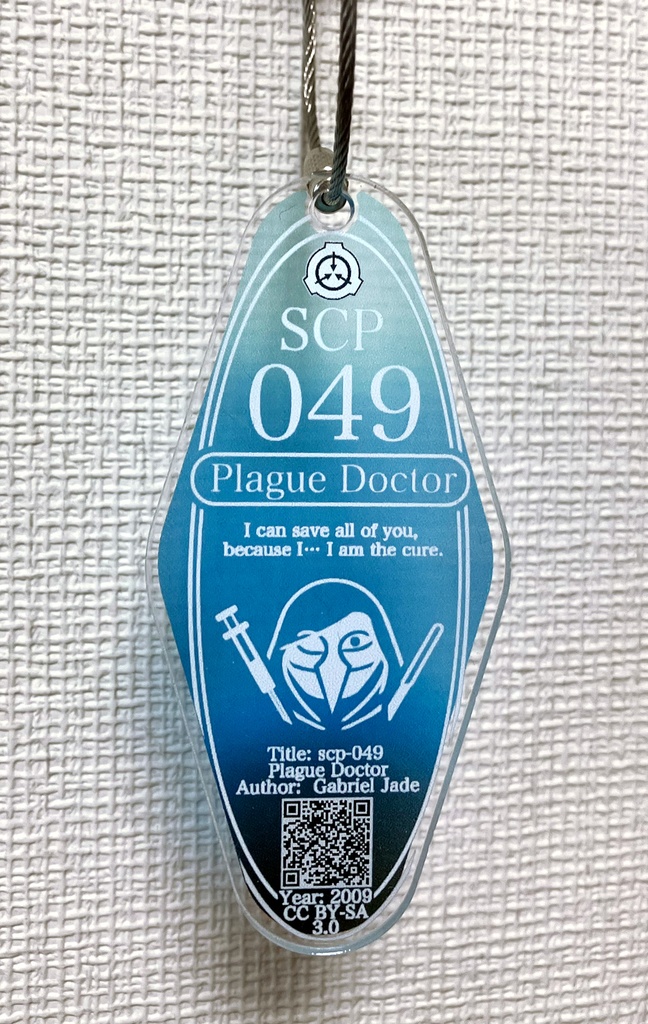 SCP
049
Plague Doctor
I can save all of you,
because I… I am the cure.
Title: scp-049
Plague Doctor
Author: Gabriel Jade
Year: 2009
CC BY-SA
3.0